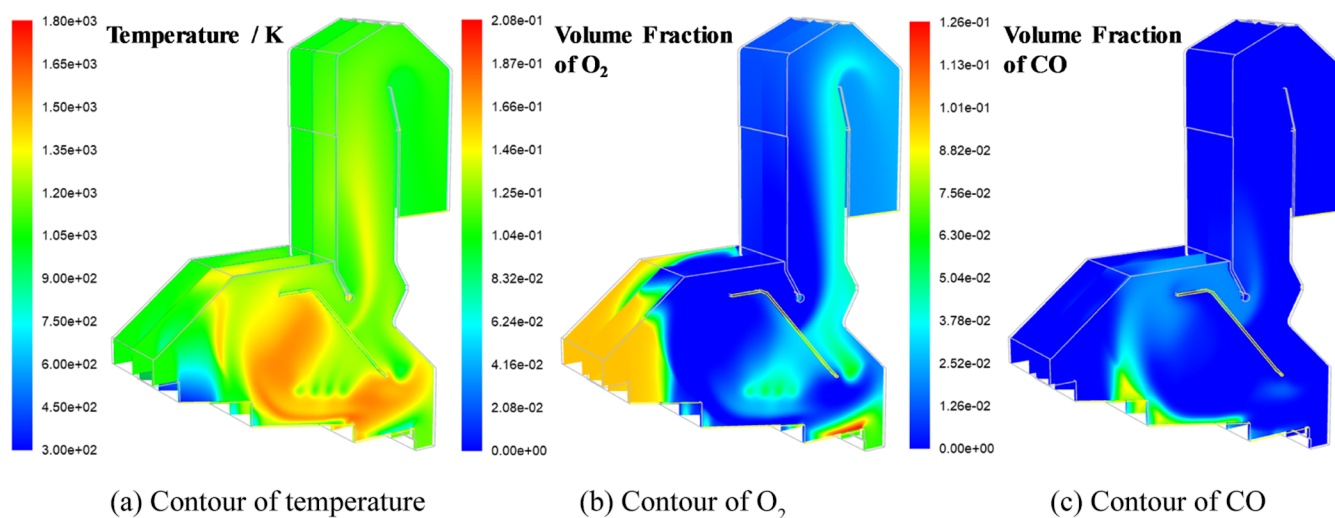 1.80e+03
1.65e+03
1.50e+03
1.35e+03
1.20e+03
1.05e+03
9.00e+02
7.50e+02
6.00e+02
4.50e+02
3.00e+02
Temperature / K
(a) Contour of temperature
2.08e-01
1.87e-01
1.66e-01
1.46e-01
1.25e-01
1.04e-01
8.32e-02
6.24e-02
4.16e-02
2.08e-02
0.00e+00
Volume Fraction
of O₂
(b) Contour of O₂
1.26e-01
1.13e-01
1.01e-01
8.82e-02
7.56e-02
6.30e-02
5.04e-02
3.78e-02
2.52e-02
1.26e-02
0.00e+00
Volume Fraction
of CO
(c) Contour of CO